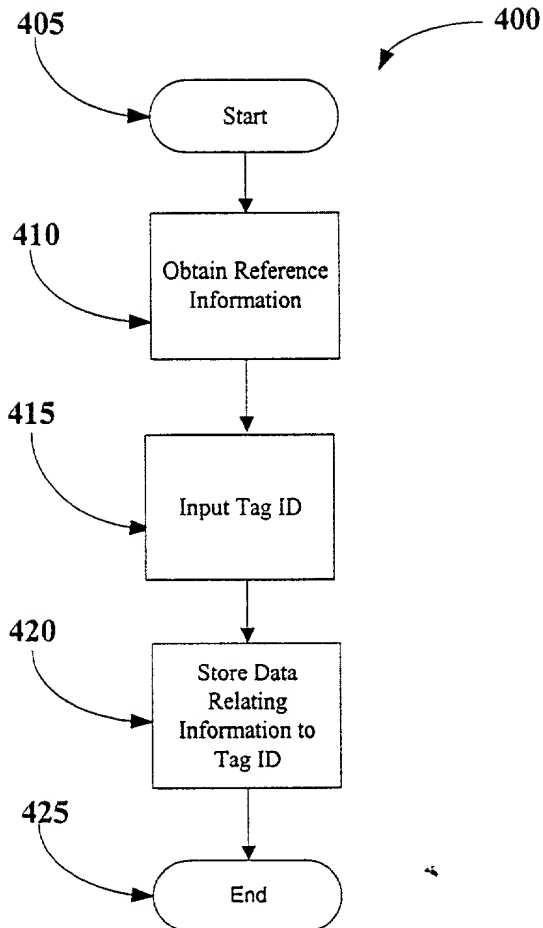 405
400
Start
410
Obtain Reference
Information
415
Input Tag ID
420
Store Data
Relating
Information to
Tag ID
425
End